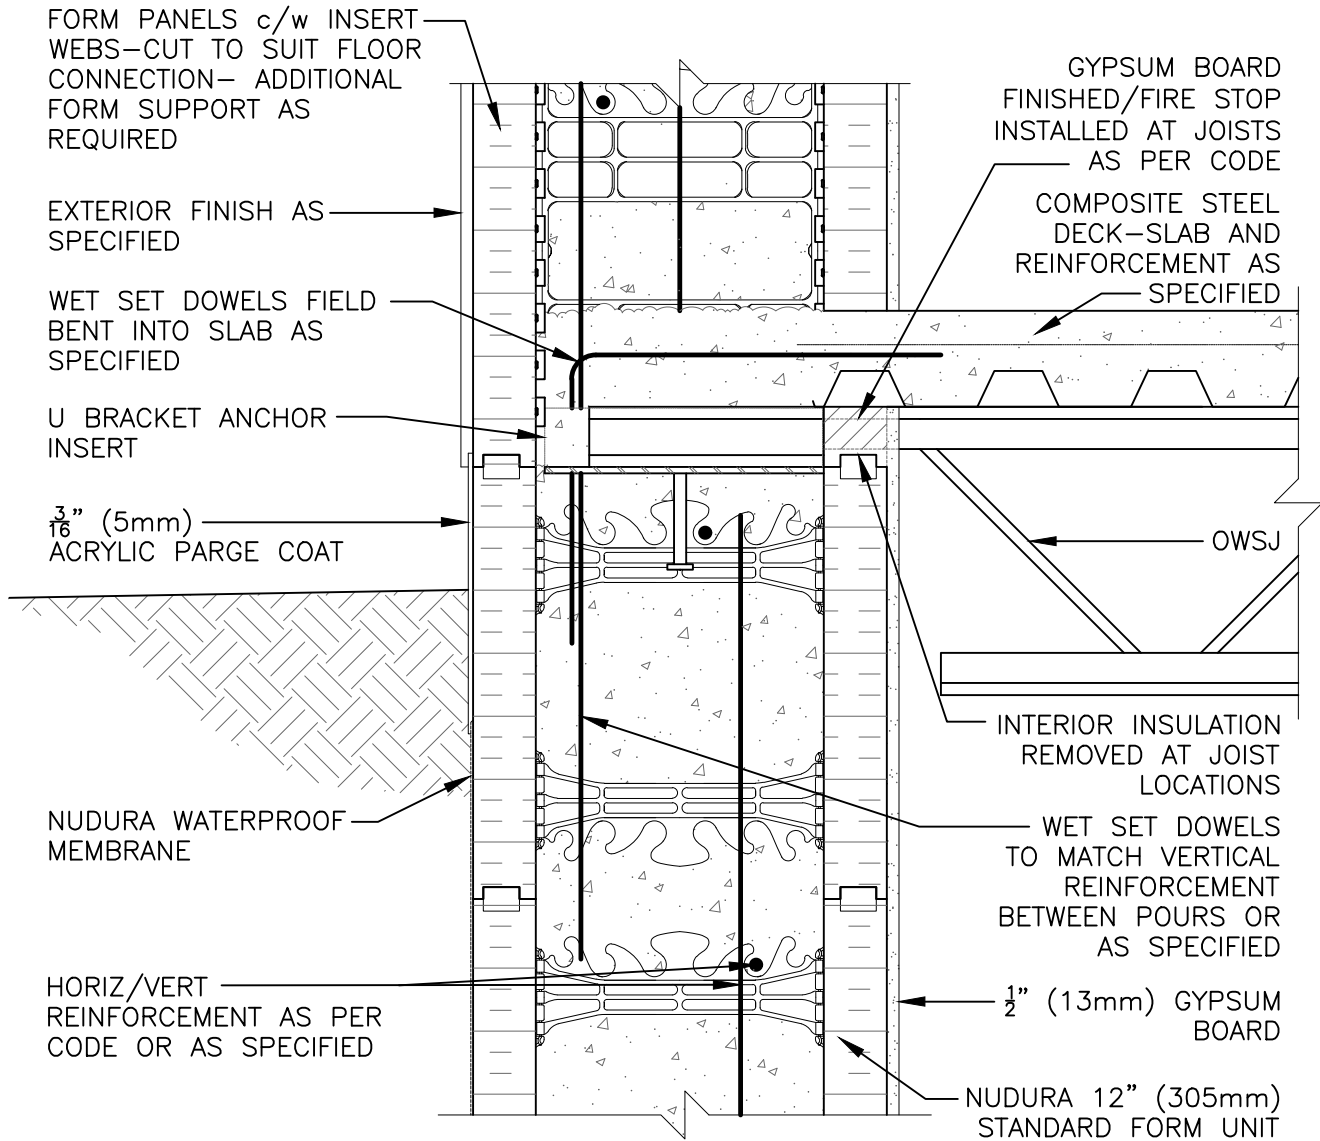 FORM PANELS c/w INSERT
WEBS-CUT TO SUIT FLOOR
CONNECTION- ADDITIONAL
FORM SUPPORT AS
REQUIRED
EXTERIOR FINISH AS
SPECIFIED
WET SET DOWELS FIELD
BENT INTO SLAB AS
SPECIFIED
U BRACKET ANCHOR
INSERT
3/16" (5mm)
ACRYLIC PARGE COAT
NUDURA WATERPROOF
MEMBRANE
HORIZ/VERT
REINFORCEMENT AS PER
CODE OR AS SPECIFIED
GYPSUM BOARD
FINISHED/FIRE STOP
INSTALLED AT JOISTS
AS PER CODE
COMPOSITE STEEL
DECK-SLAB AND
REINFORCEMENT AS
SPECIFIED
OWSJ
INTERIOR INSULATION
REMOVED AT JOIST
LOCATIONS
WET SET DOWELS
TO MATCH VERTICAL
REINFORCEMENT
BETWEEN POURS OR
AS SPECIFIED
1/2" (13mm) GYPSUM
BOARD
NUDURA 12" (305mm)
STANDARD FORM UNIT